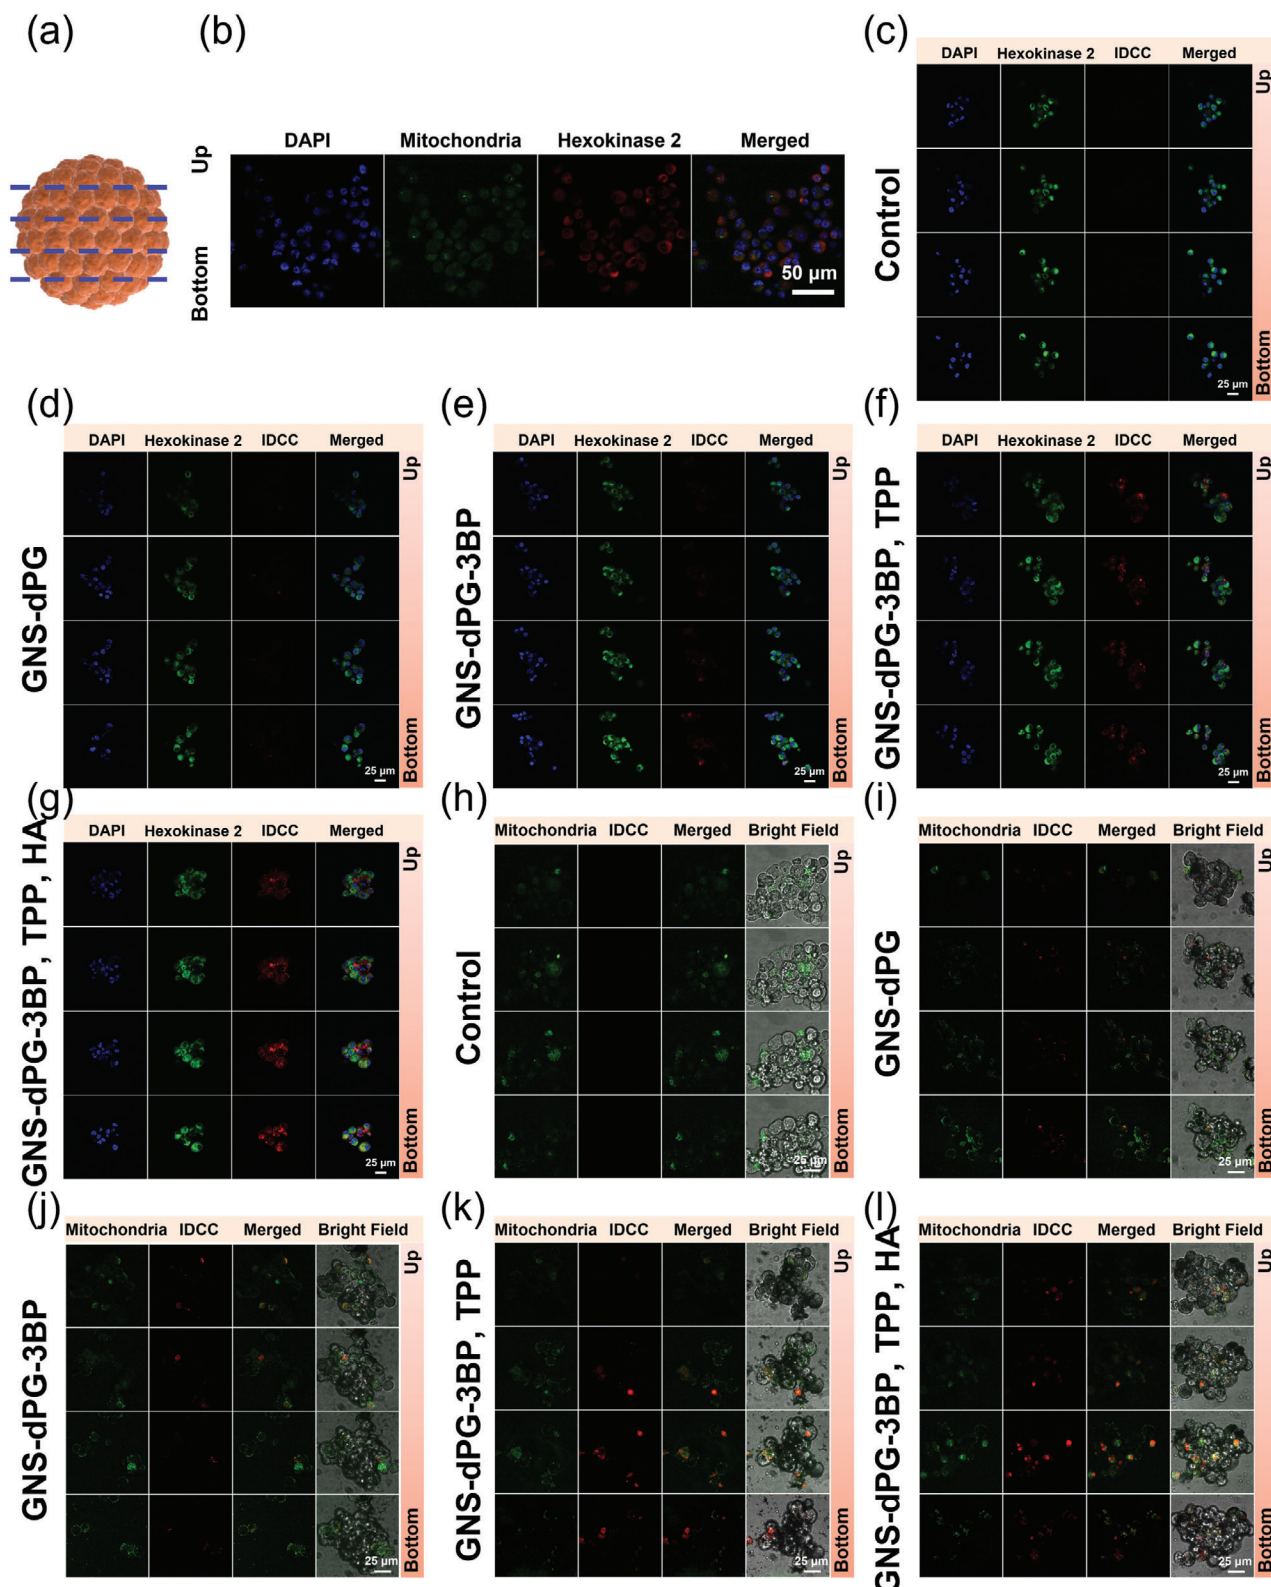 (a)
(b)
DAPI Mitochondria Hexokinase 2 Merged
Up
Bottom
50 µm
(c)
DAPI Hexokinase 2 IDCC Merged
Control
Up
Bottom
25 µm
(d)
DAPI Hexokinase 2 IDCC Merged
GNS-dPG
Up
Bottom
25 µm
(e)
DAPI Hexokinase 2 IDCC Merged
GNS-dPG-3BP
Up
Bottom
25 µm
(f)
DAPI Hexokinase 2 IDCC Merged
GNS-dPG-3BP, TPP
Up
Bottom
25 µm
(g)
DAPI Hexokinase 2 IDCC Merged
GNS-dPG-3BP, TPP, HA
Up
Bottom
25 µm
(h)
Mitochondria IDCC Merged Bright Field
Control
Up
Bottom
25 µm
(i)
Mitochondria IDCC Merged Bright Field
GNS-dPG
Up
Bottom
25 µm
(j)
Mitochondria IDCC Merged Bright Field
GNS-dPG-3BP
Up
Bottom
25 µm
(k)
Mitochondria IDCC Merged Bright Field
GNS-dPG-3BP, TPP
Up
Bottom
25 µm
(l)
Mitochondria IDCC Merged Bright Field
GNS-dPG-3BP, TPP, HA
Up
Bottom
25 µm